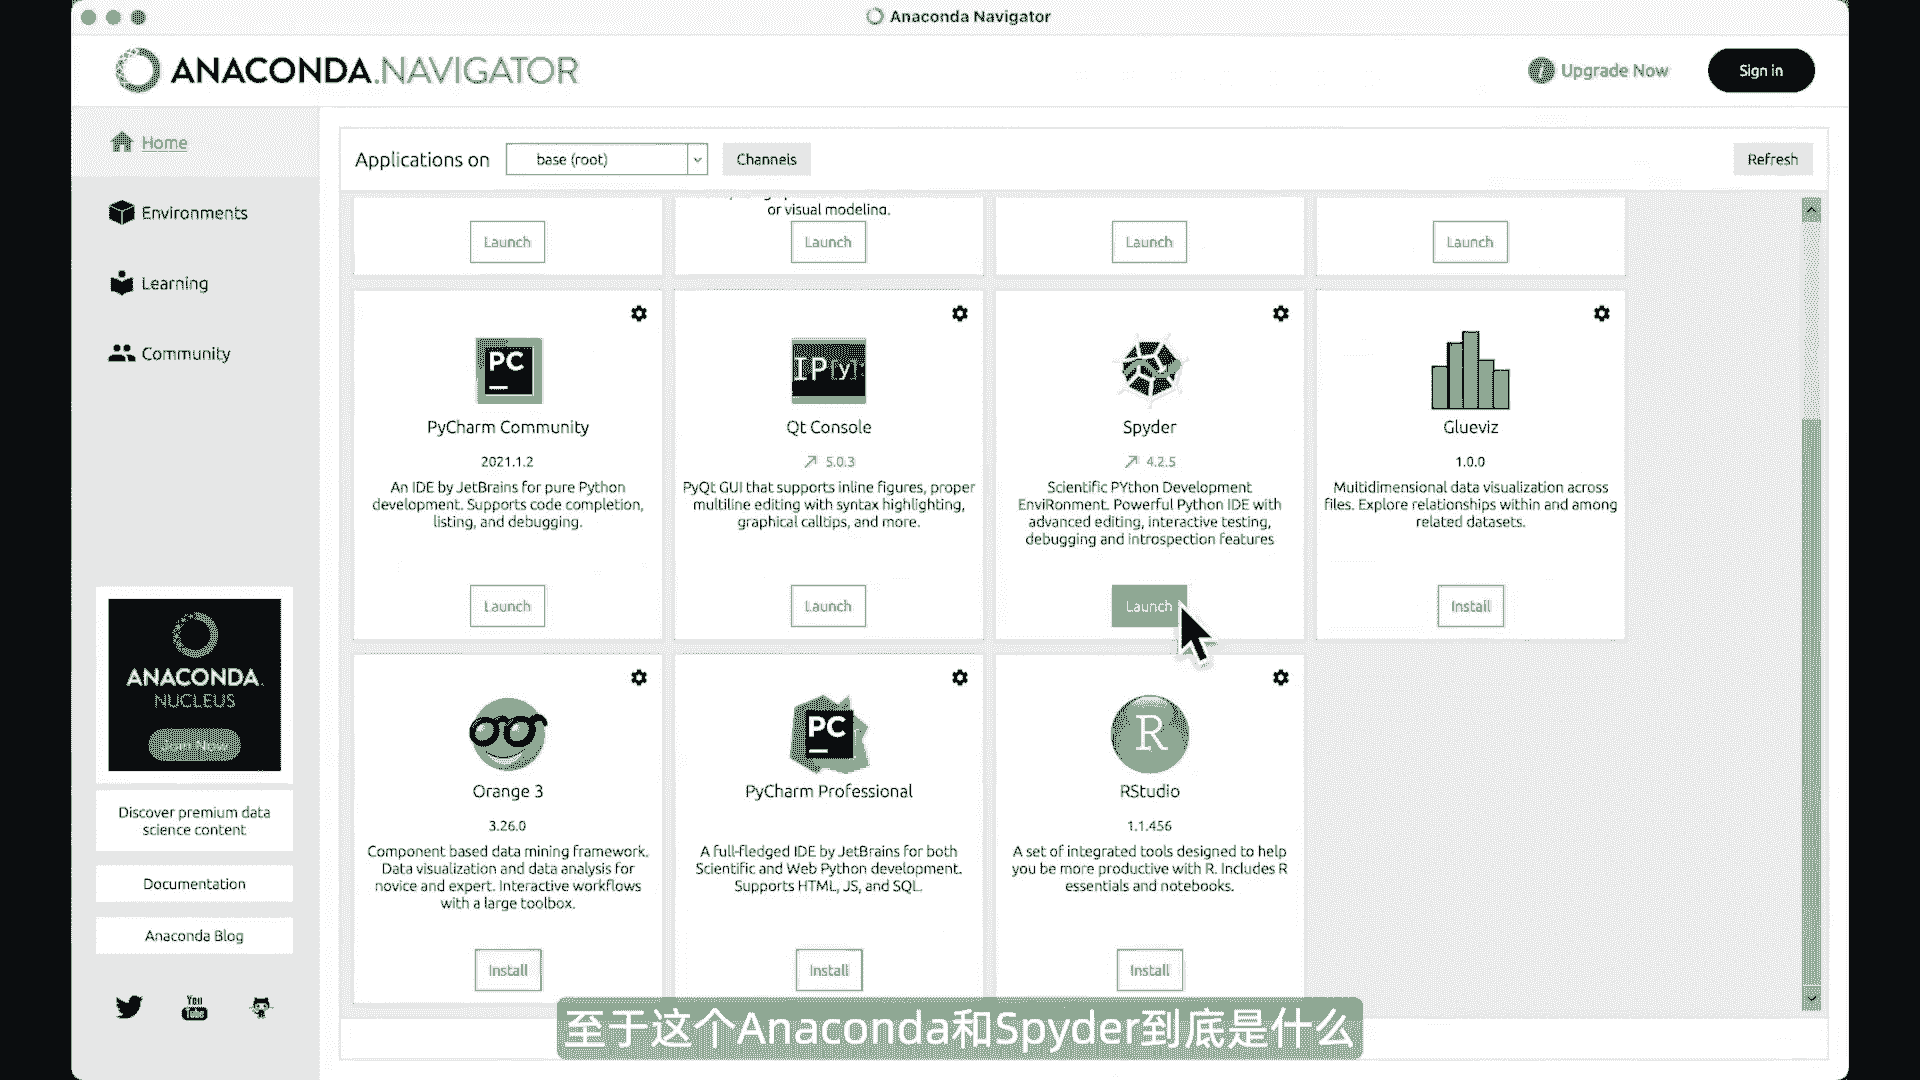 Anaconda Navigator
ANACONDA.NAVIGATOR
Upgrade Now
Sign in
Home
Environments
Learning
Community
Applications on
base (root)
Channels
Refresh
or visual modeling.
Launch
Launch
Launch
Launch
PyCharm Community
2021.1.2
An IDE by JetBrains for pure Python
development. Supports code completion,
listing, and debugging.
Launch
IP[y]:
Qt Console
5.0.3
PyQt GUI that supports inline figures, proper
multiline editing with syntax highlighting,
graphical calltips, and more.
Launch
Spyder
4.2.5
Scientific PYthon Development
EnviRonment. Powerful Python IDE with
advanced editing, interactive testing,
debugging and introspection features
Launch
Glueviz
1.0.0
Multidimensional data visualization across
files. Explore relationships within and among
related datasets.
Install
PC
Orange 3
3.26.0
Component based data mining framework.
Data visualization and data analysis for
novice and expert. Interactive workflows
with a large toolbox.
Install
PC
PyCharm Professional
A full-fledged IDE by JetBrains for both
Scientific and Web Python development.
Supports HTML, JS, and SQL.
Install
R
RStudio
1.1.456
A set of integrated tools designed to help
you be more productive with R. Includes R
essentials and notebooks.
Install
ANACONDA.
NUCLEUS
Join Now
Discover premium data
science content
Documentation
Anaconda Blog
You
Tube
至于这个Anaconda和Spyder到底是什么